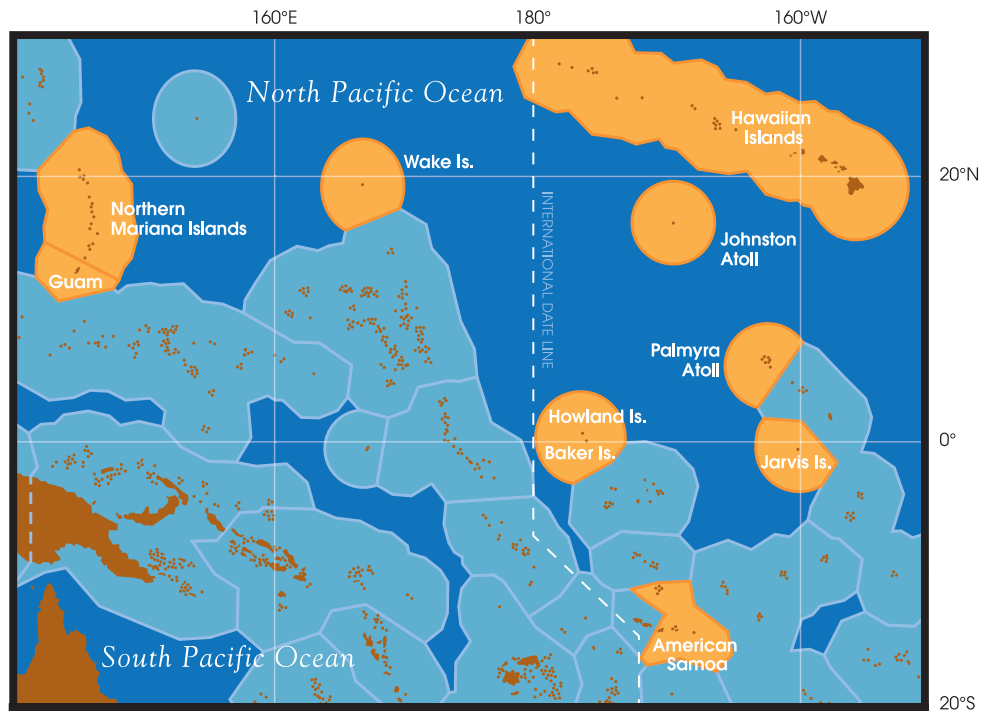 160°E
180°
160°W
North Pacific Ocean
Hawaiian
Islands
Wake Is.
20°N
Northern
Mariana Islands
INTERNATIONAL DATE LINE
Johnston
Atoll
Guam
Palmyra
Atoll
Howland Is.
0°
Baker Is.
Jarvis Is.
American
Samoa
South Pacific Ocean
20°S